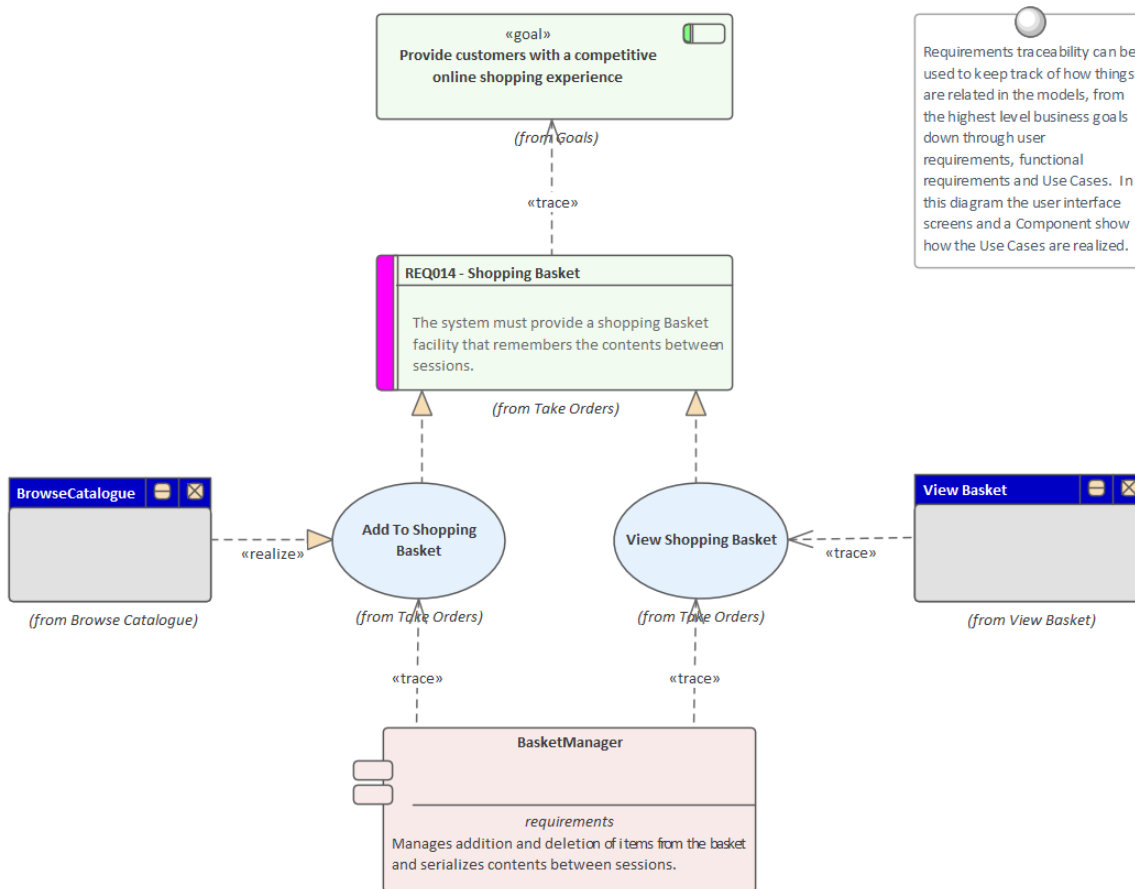 «goal»
Provide customers with a competitive
online shopping experience
(from Goals)
Requirements traceability can be
used to keep track of how things
are related in the models, from
the highest level business goals
down through user
requirements, functional
requirements and Use Cases. In
this diagram the user interface
screens and a Component show
how the Use Cases are realized.
«trace»
REQ014 - Shopping Basket
The system must provide a shopping Basket
facility that remembers the contents between
sessions.
(from Take Orders)
BrowseCatalogue
(from Browse Catalogue)
«realize»
Add To Shopping
Basket
(from Take Orders)
View Shopping Basket
(from Take Orders)
«trace»
View Basket
(from View Basket)
«trace»
«trace»
BasketManager
requirements
Manages addition and deletion of items from the basket
and serializes contents between sessions.